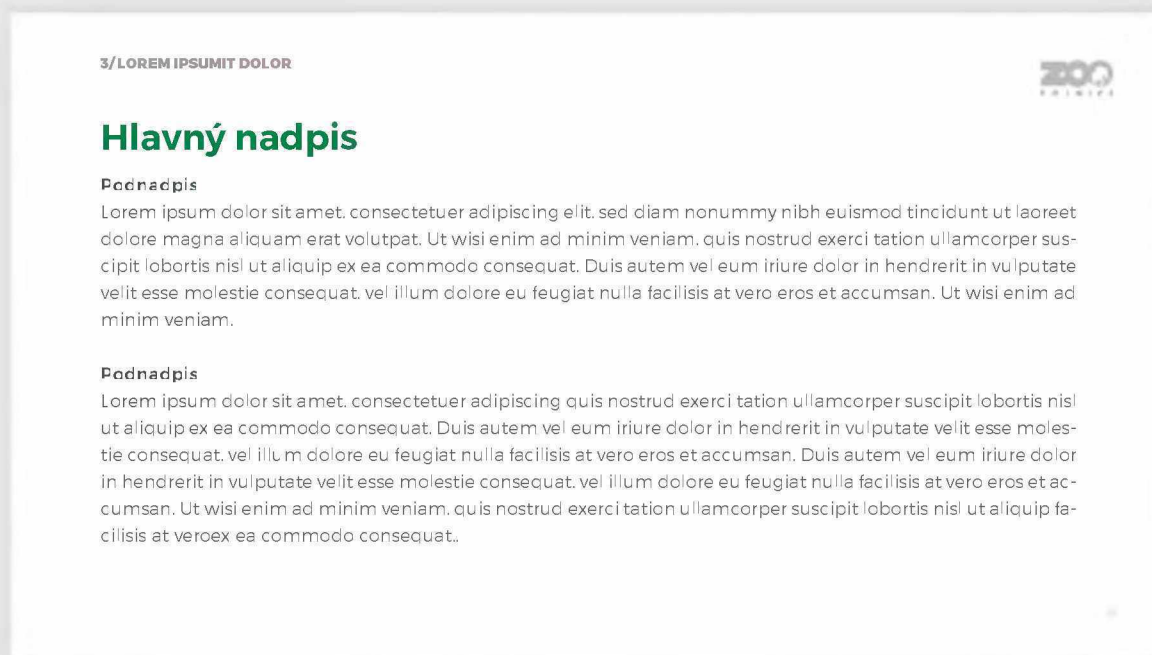 3/LOREM IPSUMIT DOLOR
ZOO
Hlavný nadpis
Podnadpis
Lorem ipsum dolor sit amet. consectetuer adipiscing elit. sed diam nonummy nibh euismod tincidunt ut laoreet
dolore magna aliquam erat volutpat. Ut wisi enim ad minim veniam. quis nostrud exerci tation ullamcorper sus-
cipit lobortis nisl ut aliquip ex ea commodo consequat. Duis autem vel eum iriure dolor in hendrerit in vulputate
velit esse molestie consequat. vel illum dolore eu feugiat nulla facilisis at vero eros et accumsan. Ut wisi enim ad
minim veniam.
Podnadpis
Lorem ipsum dolor sit amet. consectetuer adipiscing quis nostrud exerci tation ullamcorper suscipit lobortis nisl
ut aliquip ex ea commodo consequat. Duis autem vel eum iriure dolor in hendrerit in vulputate velit esse moles-
tie consequat. vel illum dolore eu feugiat nulla facilisis at vero eros et accumsan. Duis autem vel eum iriure dolor
in hendrerit in vulputate velit esse molestie consequat. vel illum dolore eu feugiat nulla facilisis at vero eros et ac-
cumsan. Ut wisi enim ad minim veniam. quis nostrud exerci tation ullamcorper suscipit lobortis nisl ut aliquip fa-
cilisis at veroex ea commodo consequat..